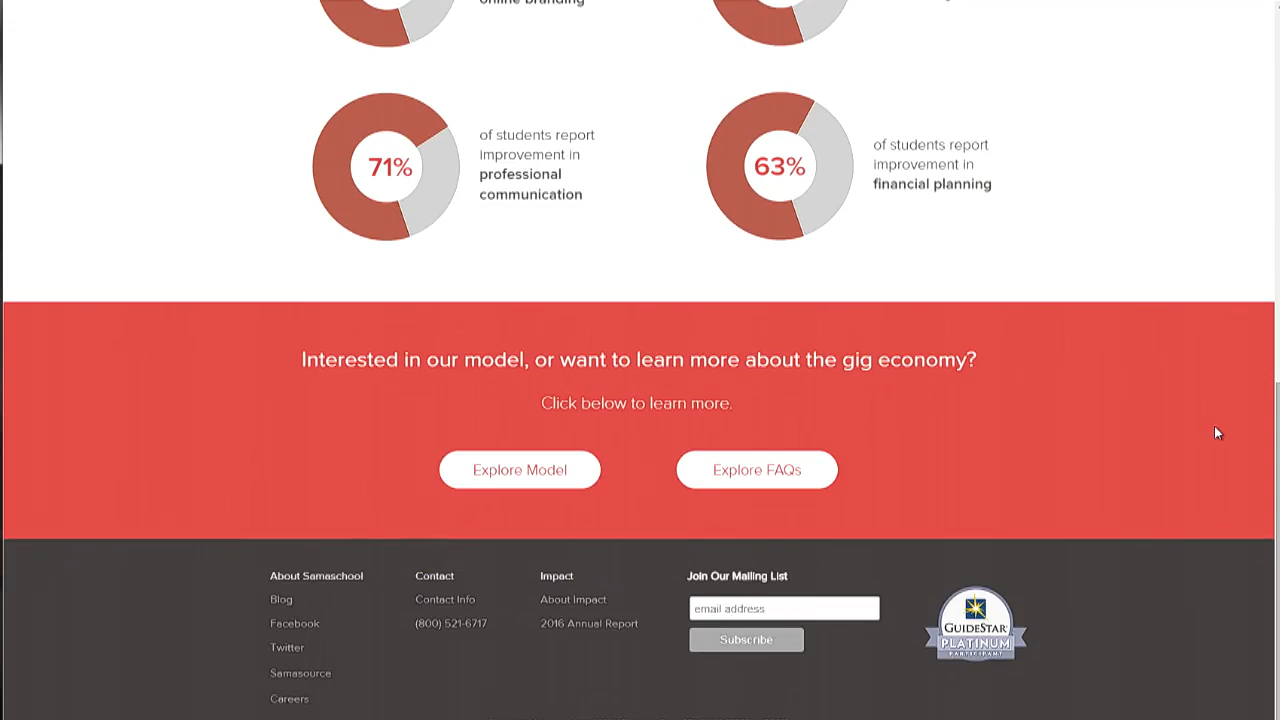 online branding
71%
of students report
improvement in
professional
communication
63%
of students report
improvement in
financial planning
Interested in our model, or want to learn more about the gig economy?
Click below to learn more.
Explore Model
Explore FAQs
About Samaschool
Blog
Facebook
Twitter
Samasource
Careers
Contact
Contact Info
(800) 521-6717
Impact
About Impact
2016 Annual Report
Join Our Mailing List
email address
Subscribe
GUIDESTAR
PLATINUM
PARTICIPANT